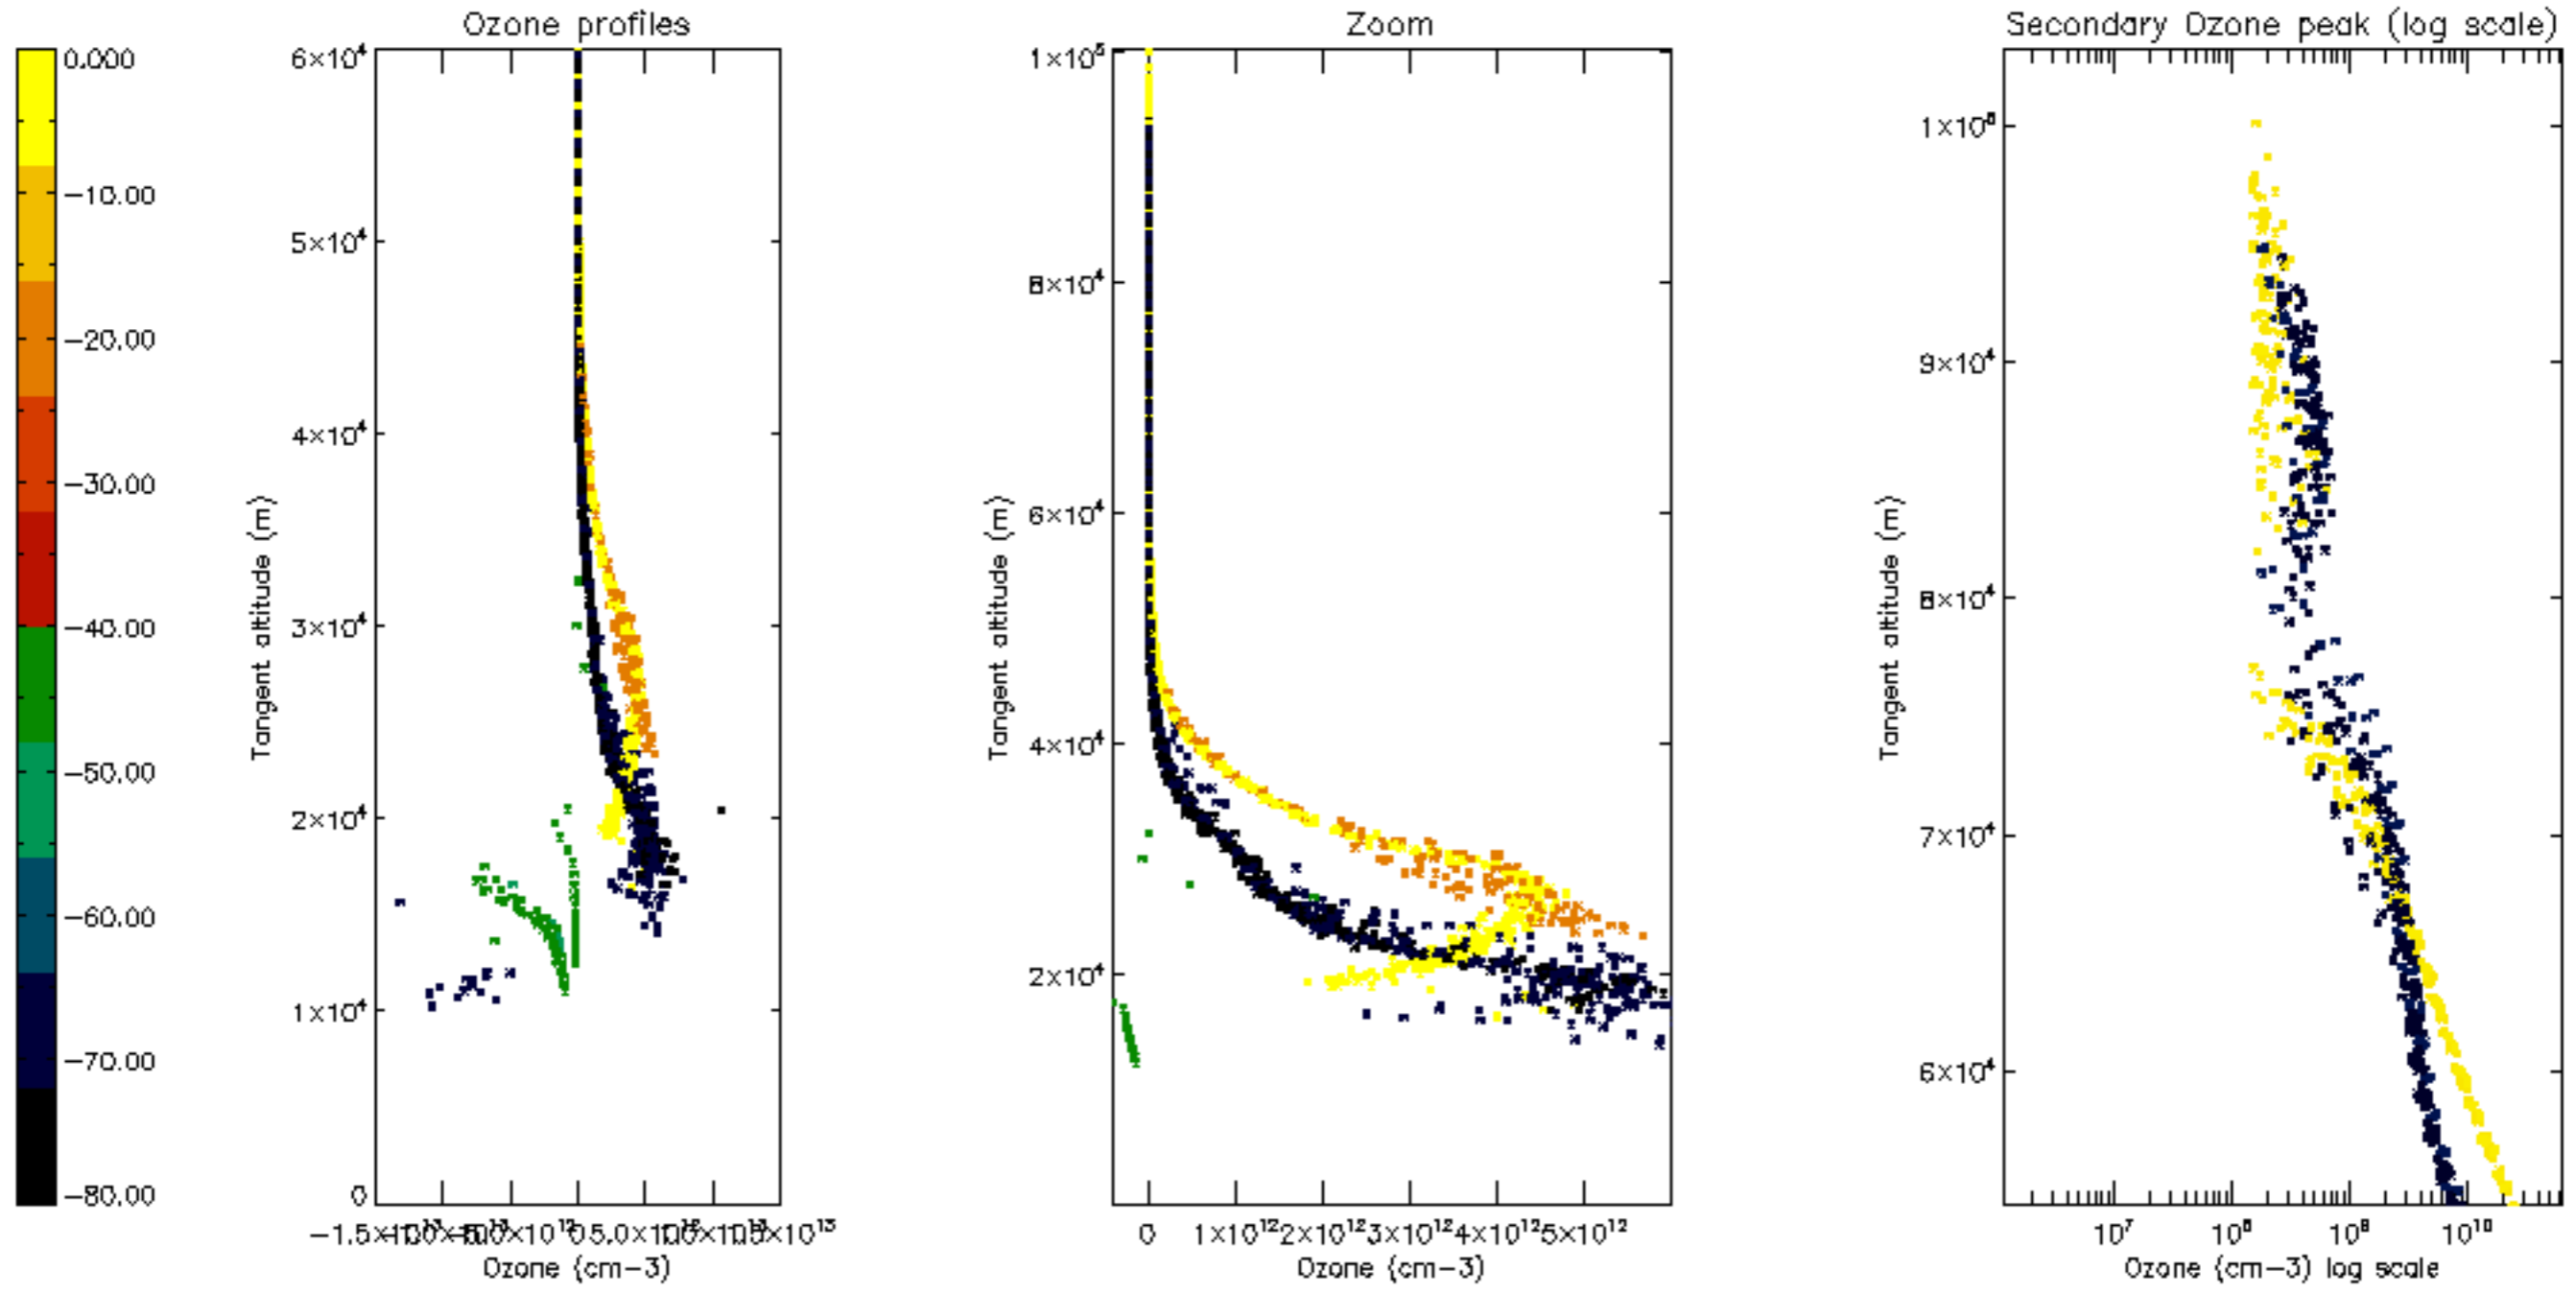 Ozone profiles
Zoom
Secondary Ozone peak (log scale)
0.000
−10.00
−20.00
−30.00
−40.00
−50.00
−60.00
−70.00
−80.00
6×10⁴
5×10⁴
4×10⁴
3×10⁴
2×10⁴
1×10⁴
0
Tangent altitude (m)
Ozone (cm−3)
1×10⁵
8×10⁴
6×10⁴
4×10⁴
2×10⁴
Tangent altitude (m)
0 1×10¹² 2×10¹² 3×10¹² 4×10¹² 5×10¹²
Ozone (cm−3)
1×10⁵
9×10⁴
8×10⁴
7×10⁴
6×10⁴
Tangent altitude (m)
10⁷ 10⁸ 10⁹ 10¹⁰
Ozone (cm−3) log scale